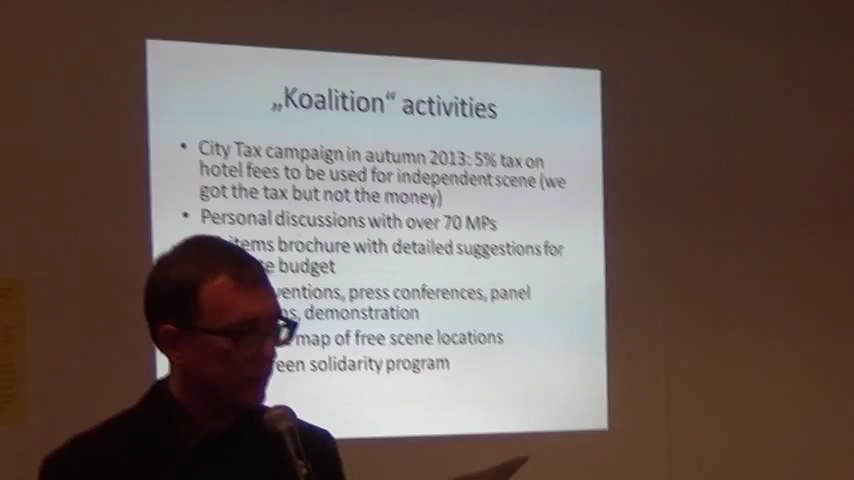 „Koalition“ activities
• City Tax campaign in autumn 2013: 5% tax on
hotel fees to be used for independent scene (we
got the tax but not the money)
• Personal discussions with over 70 MPs
items brochure with detailed suggestions for
budget
press conferences, panel
demonstration
map of free scene locations
solidarity program